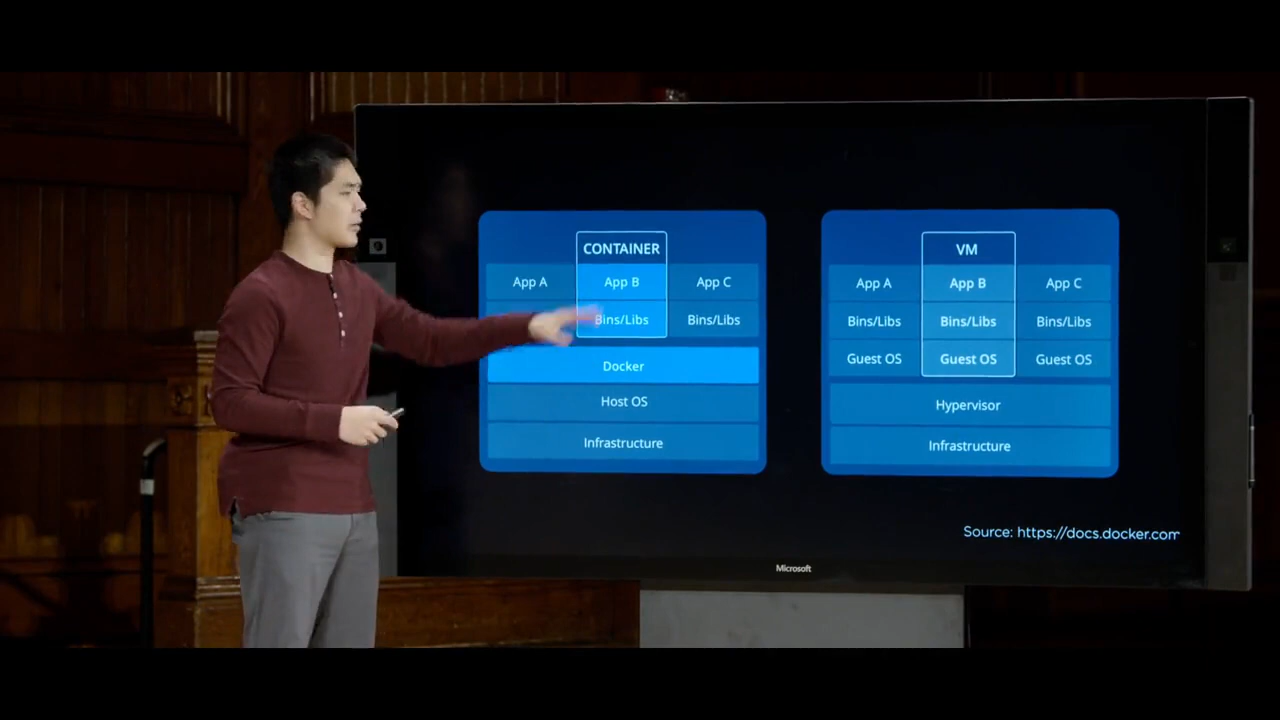 CONTAINER
App A App B App C
Bins/Libs Bins/Libs
Docker
Host OS
Infrastructure
VM
App A App B App C
Bins/Libs Bins/Libs Bins/Libs
Guest OS Guest OS Guest OS
Hypervisor
Infrastructure
Source: https://docs.docker.com
Microsoft